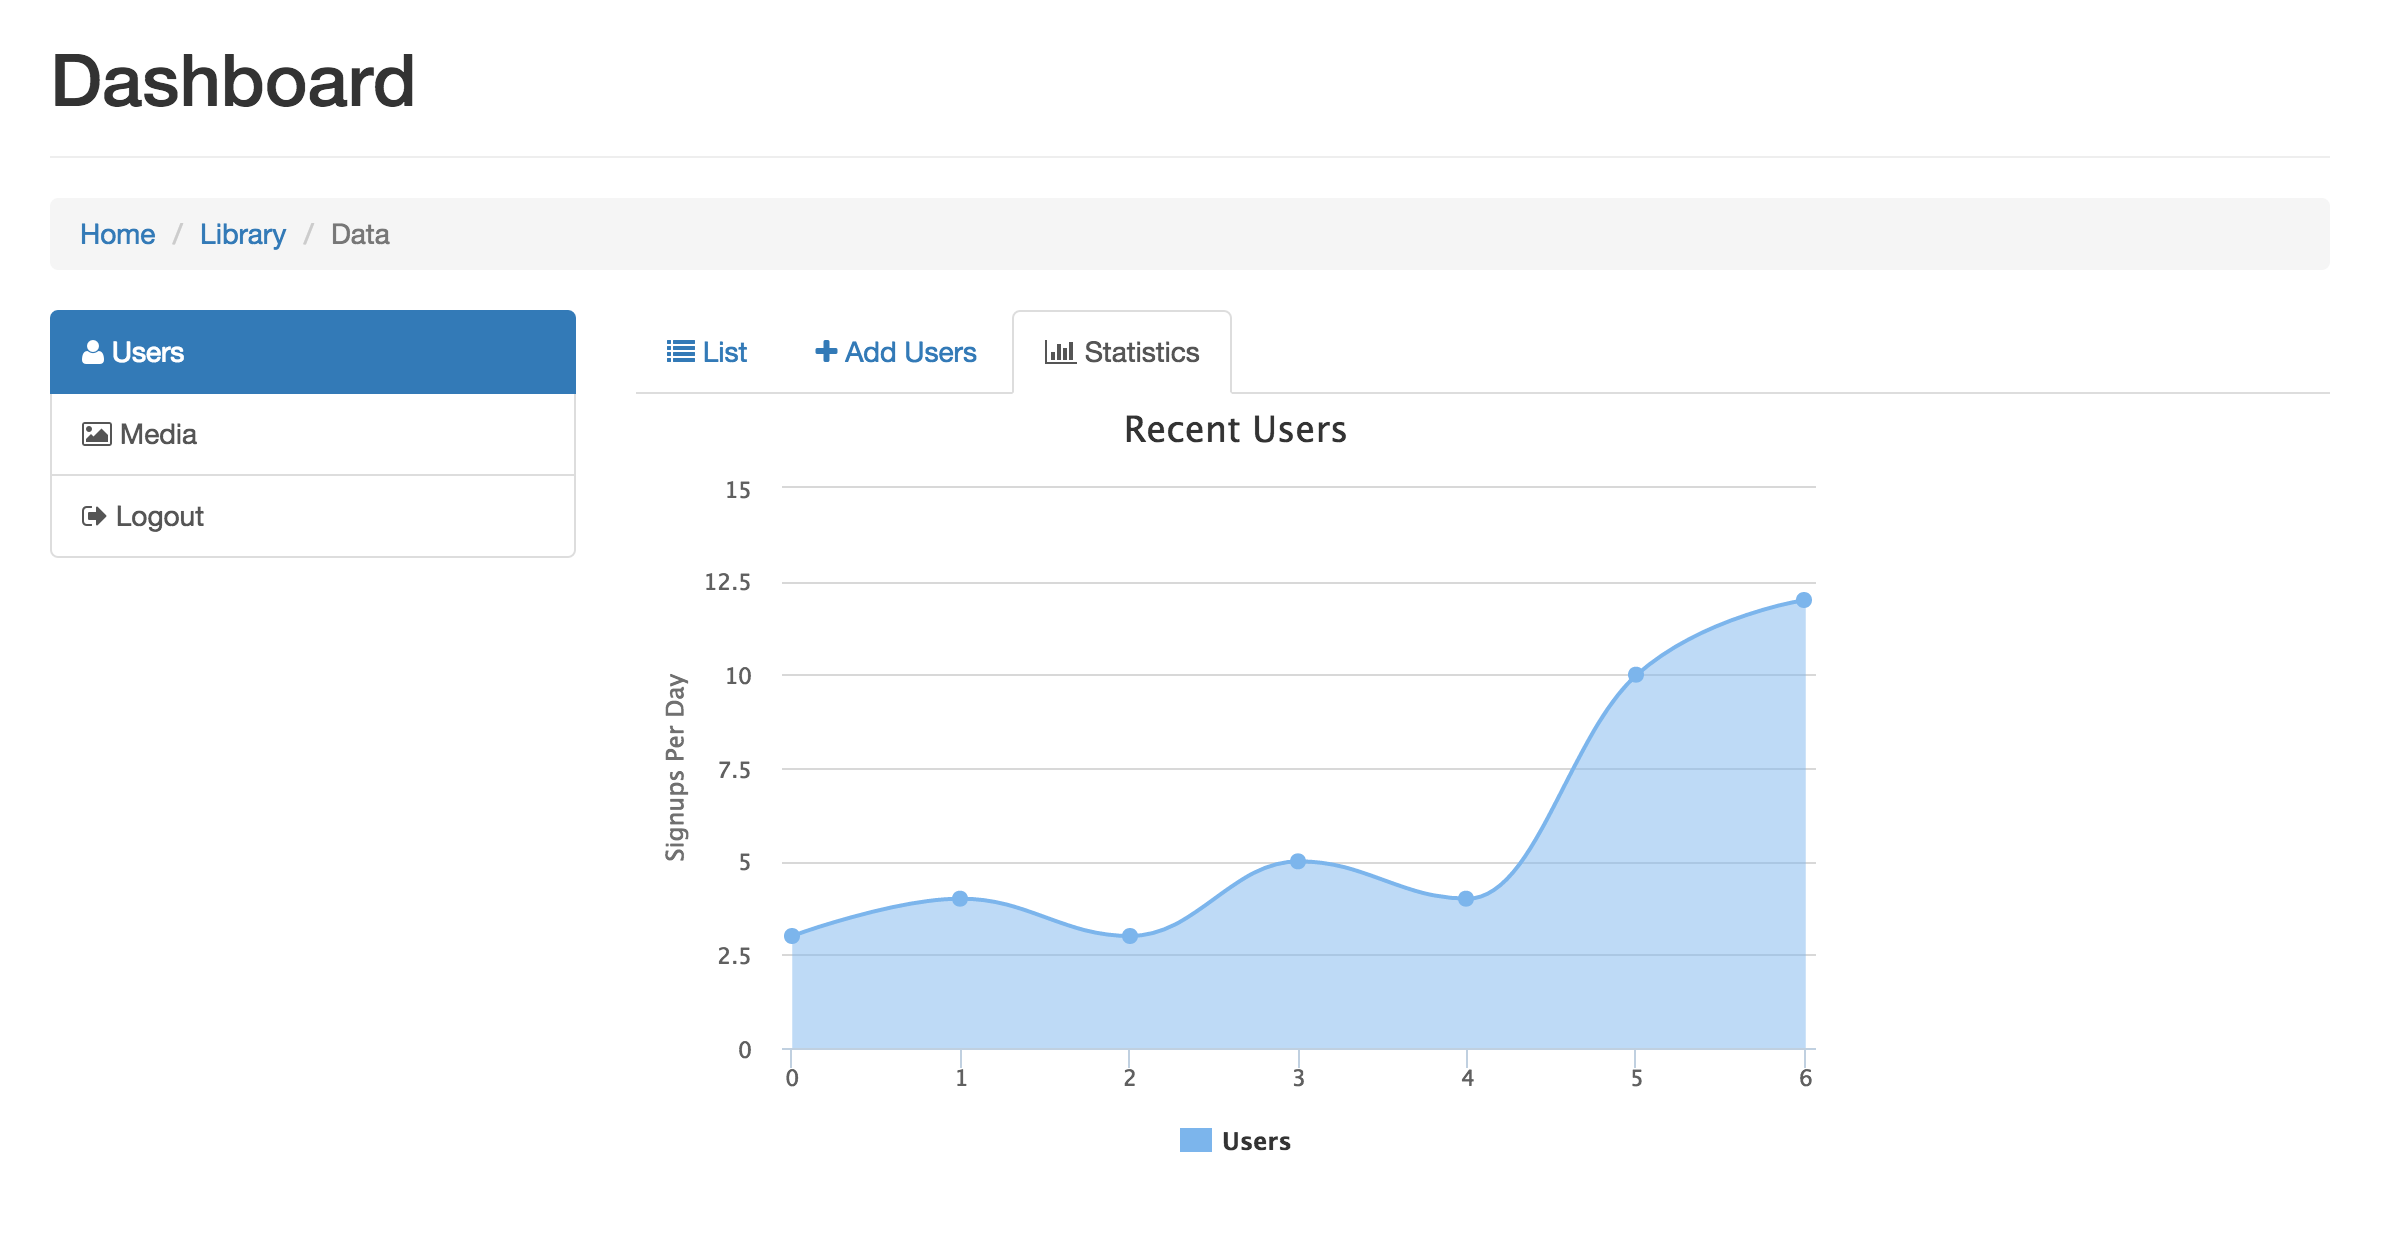 Dashboard
Home / Library / Data
Users
Media
Logout
List
Add Users
Statistics
Recent Users
Signups Per Day
15
12.5
10
7.5
5
2.5
0
0 1 2 3 4 5 6
Users